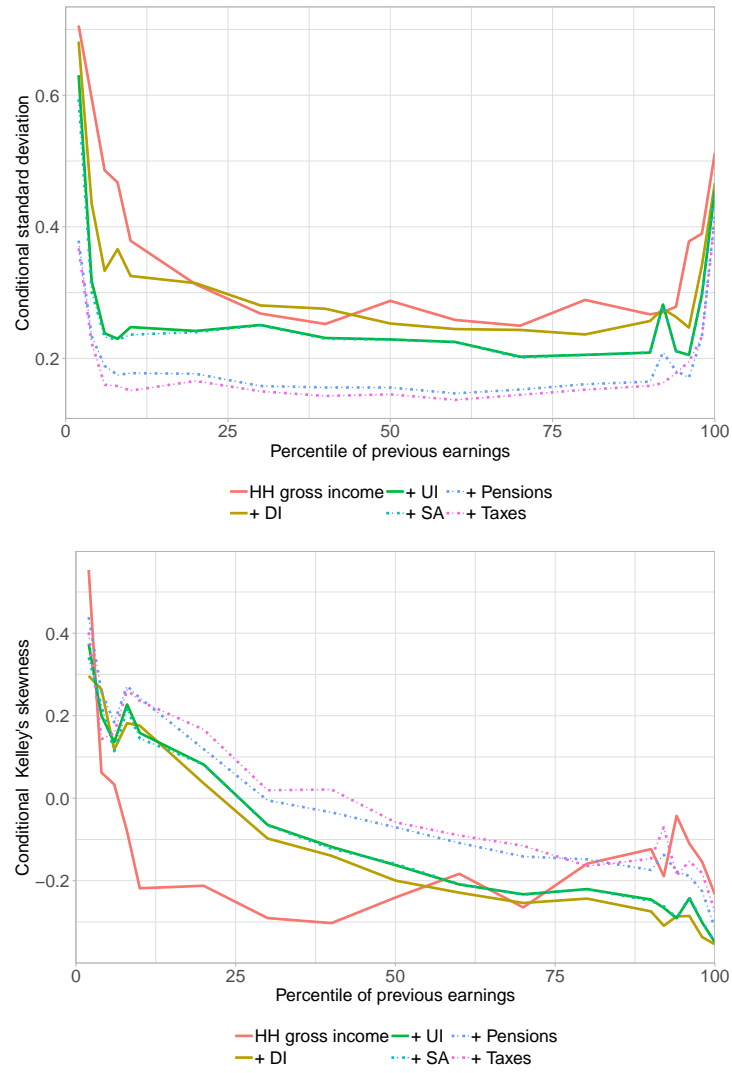 0.6
0.4
0.2
Conditional standard deviation
0 25 50 75 100
Percentile of previous earnings
HH gross income + UI + Pensions
+ DI + SA + Taxes
0.4
0.2
0.0
−0.2
Conditional Kelley's skewness
0 25 50 75 100
Percentile of previous earnings
HH gross income + UI + Pensions
+ DI + SA + Taxes